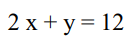 2 x + y = 12